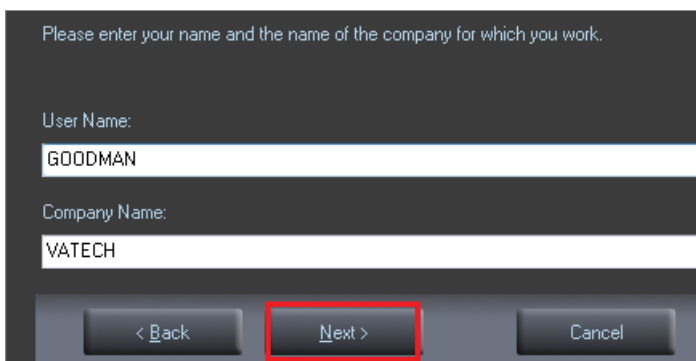 Please enter your name and the name of the company for which you work.
User Name:
GOODMAN
Company Name:
VATECH
< Back Next > Cancel